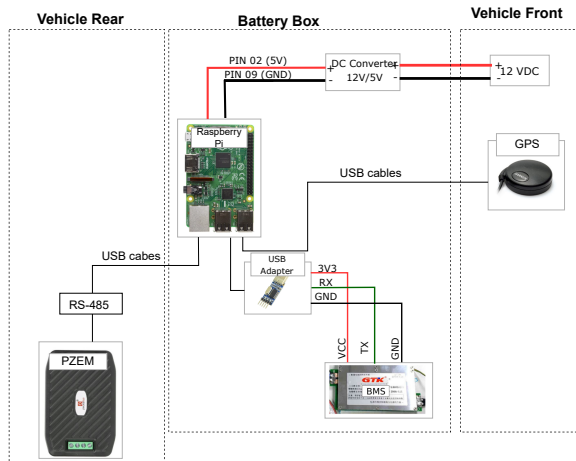 Vehicle Rear
Battery Box
Vehicle Front
PIN 02 (5V)
PIN 09 (GND)
+
-
DC Converter
12V/5V
+
-
+
-
12 VDC
Raspberry
Pi
GPS
USB cables
USB cabes
USB
Adapter
3V3
RX
GND
RS-485
VCC
TX
GND
PZEM
GTK
BMS